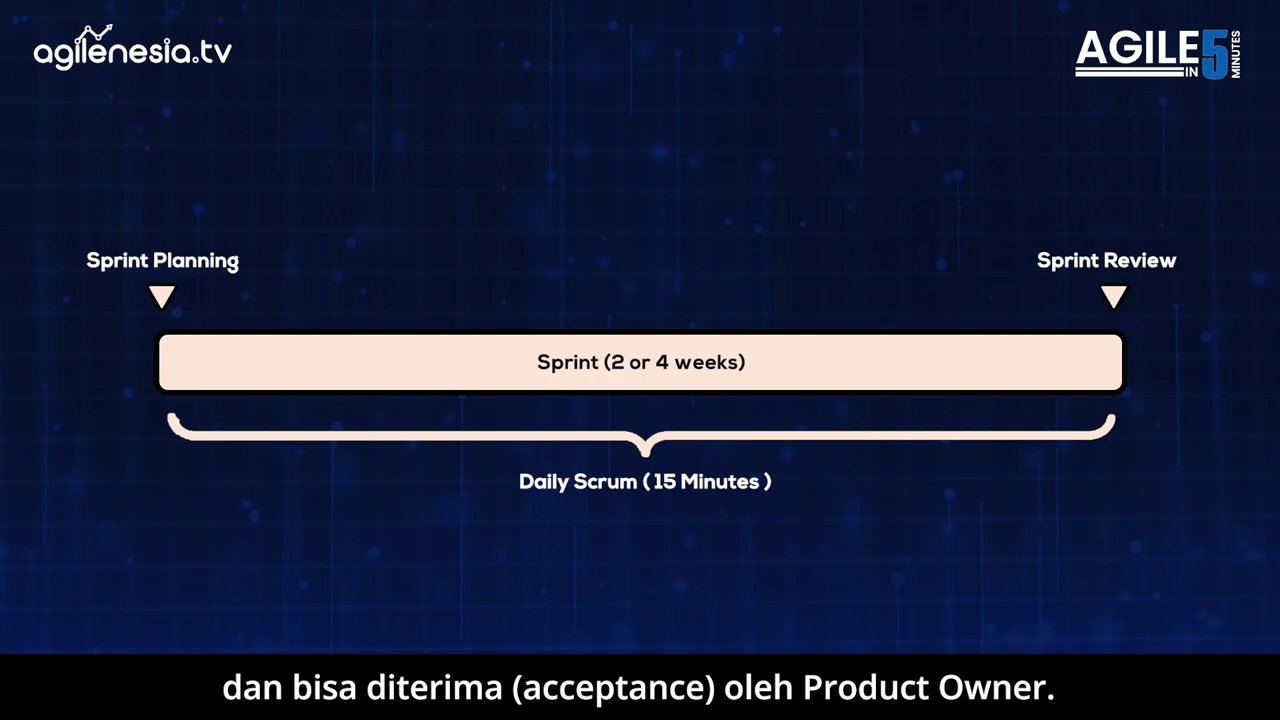 agilenesia.tv
AGILE IN 5 MINUTES
Sprint Planning
Sprint Review
Sprint (2 or 4 weeks)
Daily Scrum ( 15 Minutes )
dan bisa diterima (acceptance) oleh Product Owner.